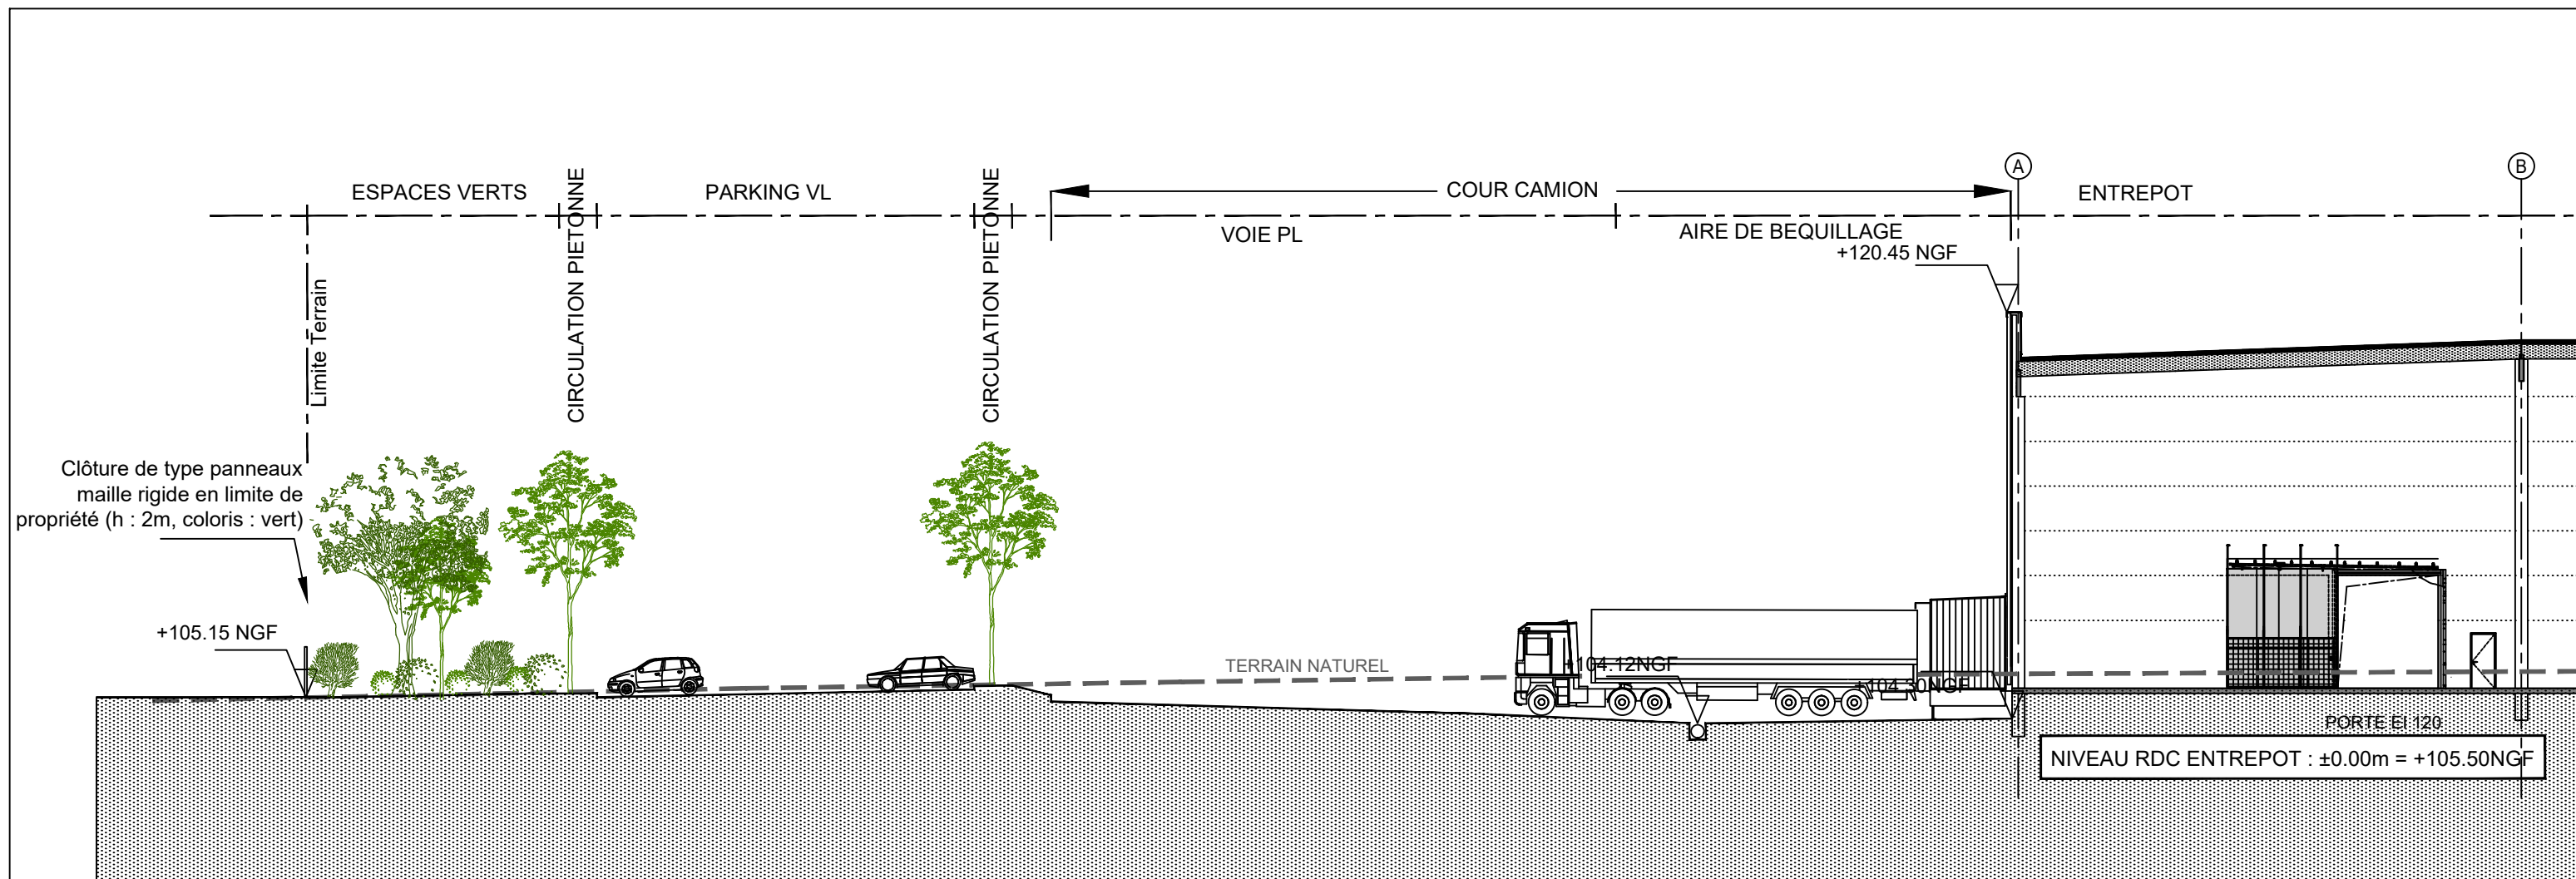 A
B
ESPACES VERTS
CIRCULATION PIETONNE
PARKING VL
CIRCULATION PIETONNE
COUR CAMION
ENTREPOT
VOIE PL
AIRE DE BEQUILLAGE
+120.45 NGF
Limite Terrain
Clôture de type panneaux
maille rigide en limite de
propriété (h : 2m, coloris : vert)
+105.15 NGF
TERRAIN NATUREL
+104.12NGF
+104.30NGF
PORTE EI 120
NIVEAU RDC ENTREPOT : ±0.00m = +105.50NGF